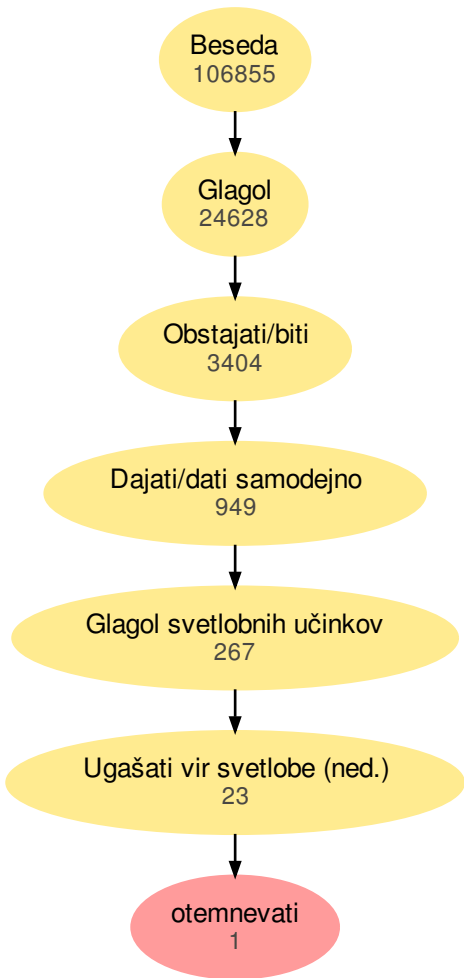 Beseda
106855
Glagol
24628
Obstajati/biti
3404
Dajati/dati samodejno
949
Glagol svetlobnih učinkov
267
Ugašati vir svetlobe (ned.)
23
otemnevati
1